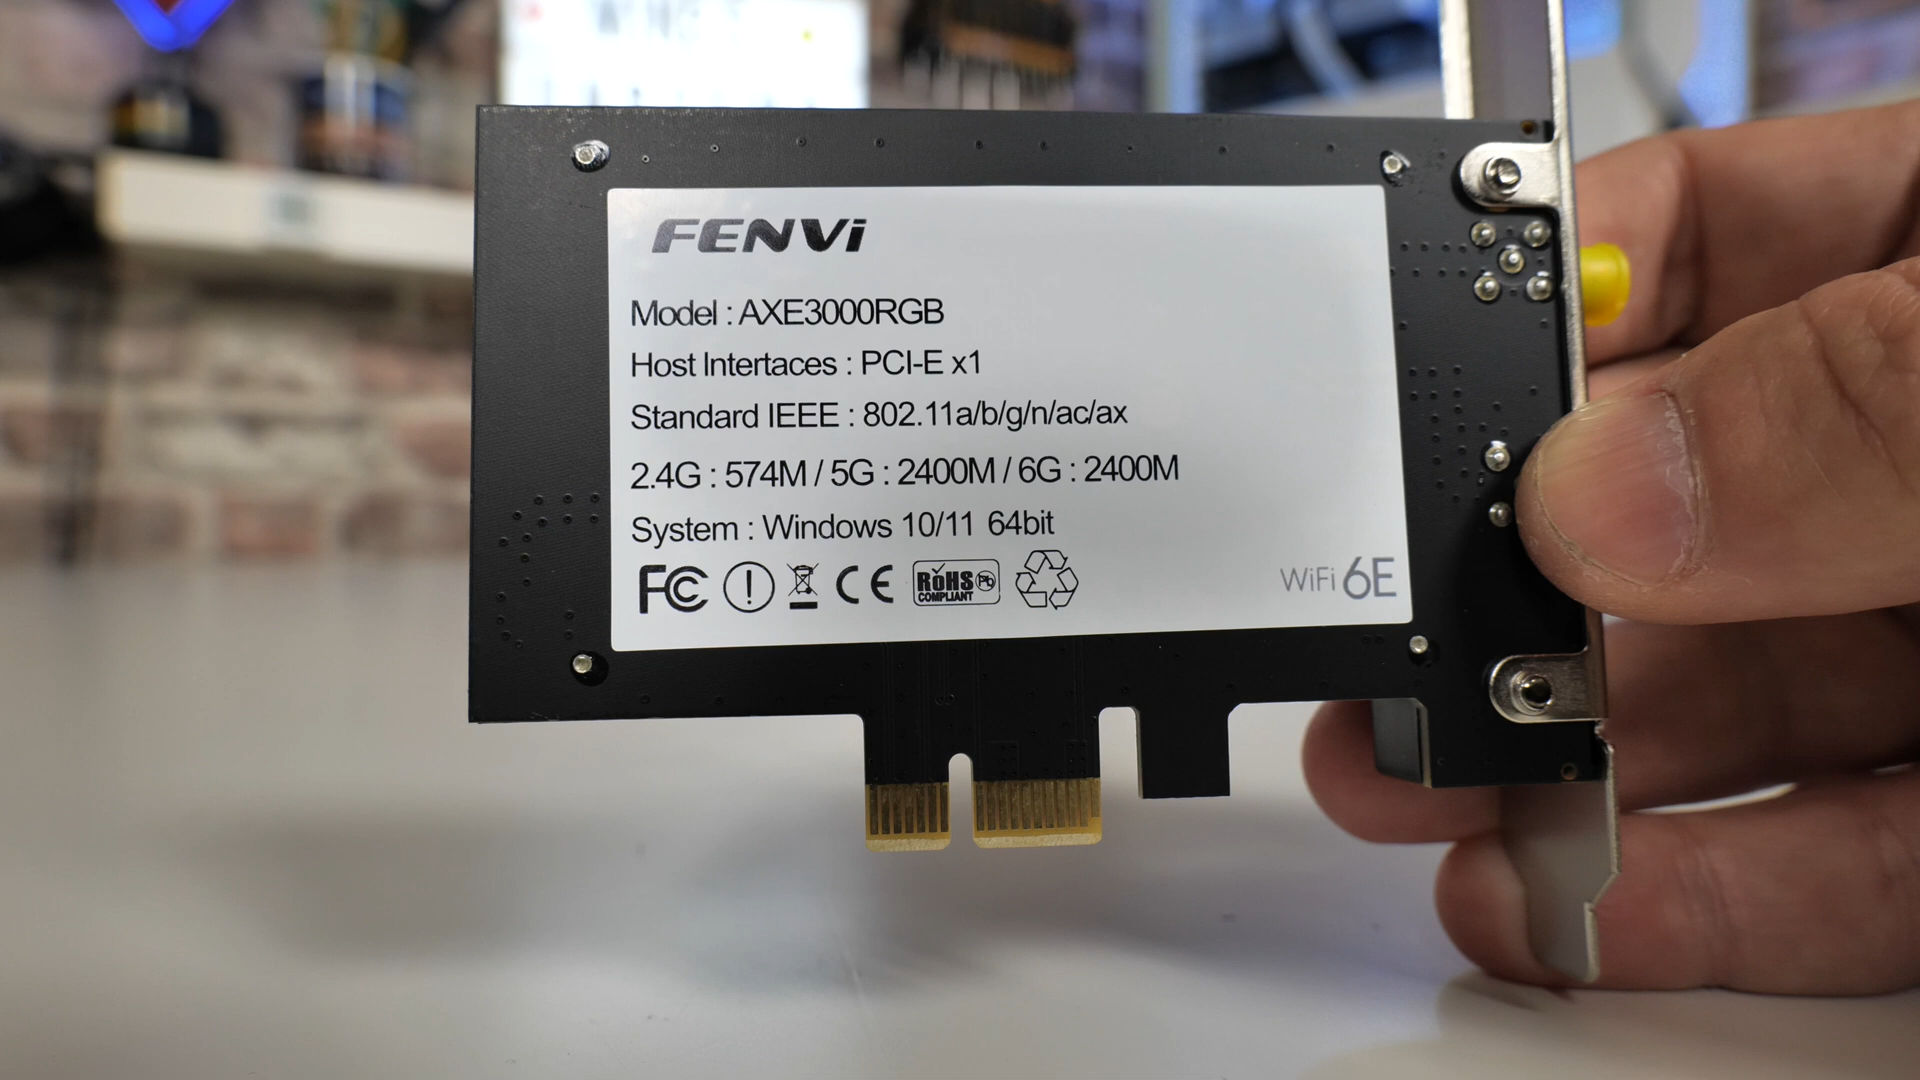 FENVi
Model : AXE3000RGB
Host Intertaces : PCI-E x1
Standard IEEE : 802.11a/b/g/n/ac/ax
2.4G : 574M / 5G : 2400M / 6G : 2400M
System : Windows 10/11 64bit
FC CE RoHS Pb
COMPLIANT
WiFi 6E